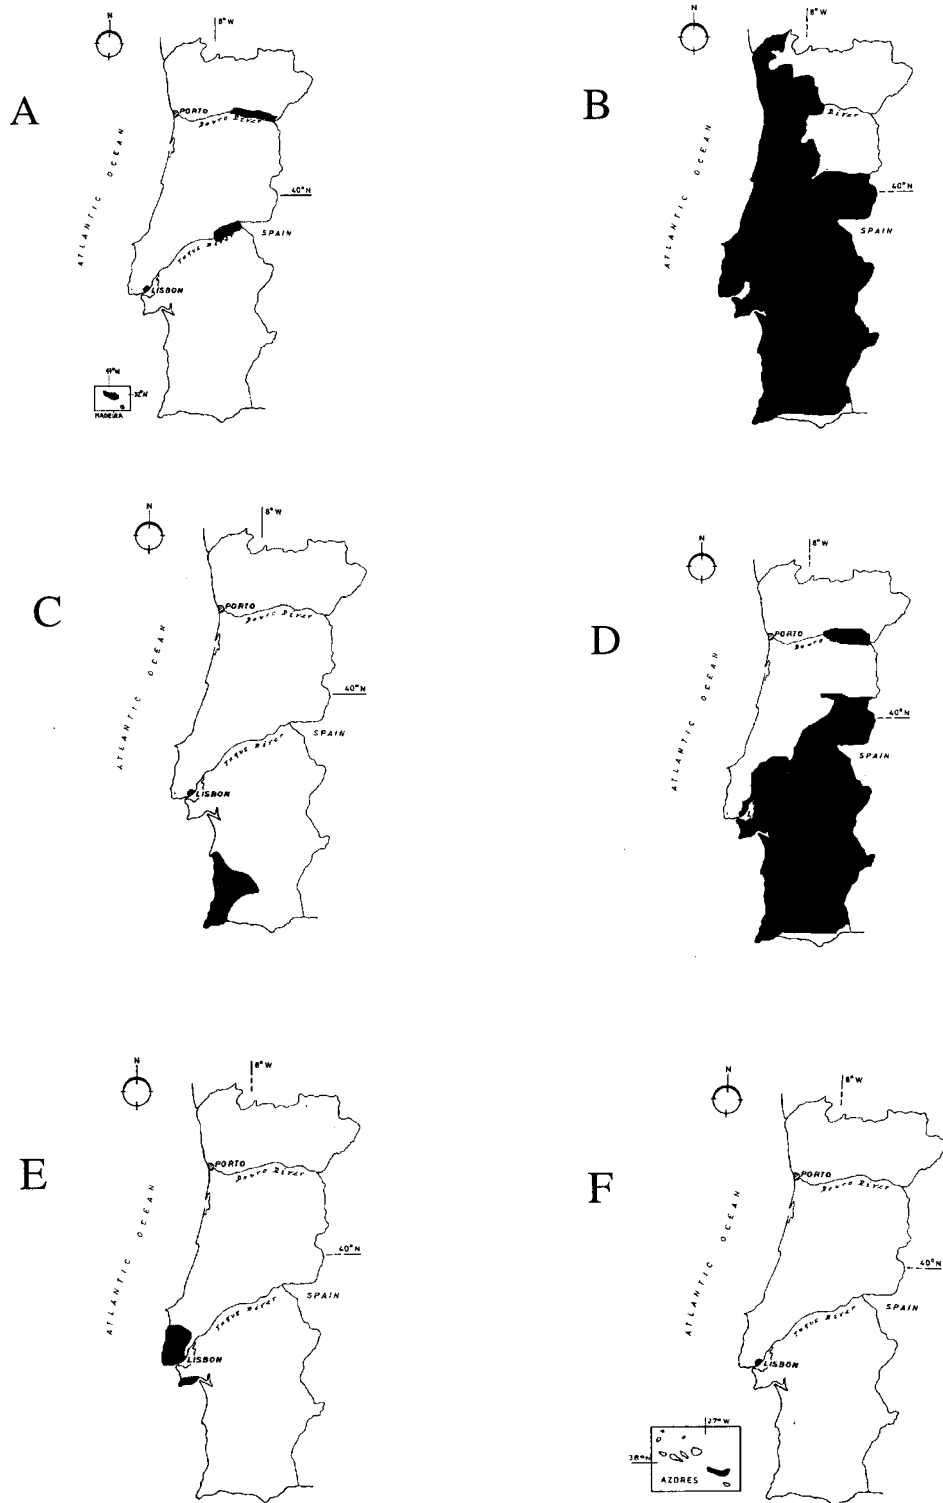 A
N
8° W
PORTO
DOURO RIVER
ATLANTIC OCEAN
40° N
SPAIN
TAGUS RIVER
LISBON
32° N
MADEIRA
B
N
8° W
RIVER
ATLANTIC OCEAN
40° N
SPAIN
C
N
8° W
PORTO
DOURO RIVER
ATLANTIC OCEAN
40° N
SPAIN
TAGUS RIVER
LISBON
D
N
8° W
PORTO
DOURO
ATLANTIC OCEAN
40° N
SPAIN
E
N
8° W
PORTO
DOURO RIVER
ATLANTIC OCEAN
40° N
SPAIN
TAGUS RIVER
LISBON
F
N
8° W
PORTO
DOURO RIVER
ATLANTIC OCEAN
40° N
SPAIN
TAGUS RIVER
LISBON
27° W
38° N
AZORES